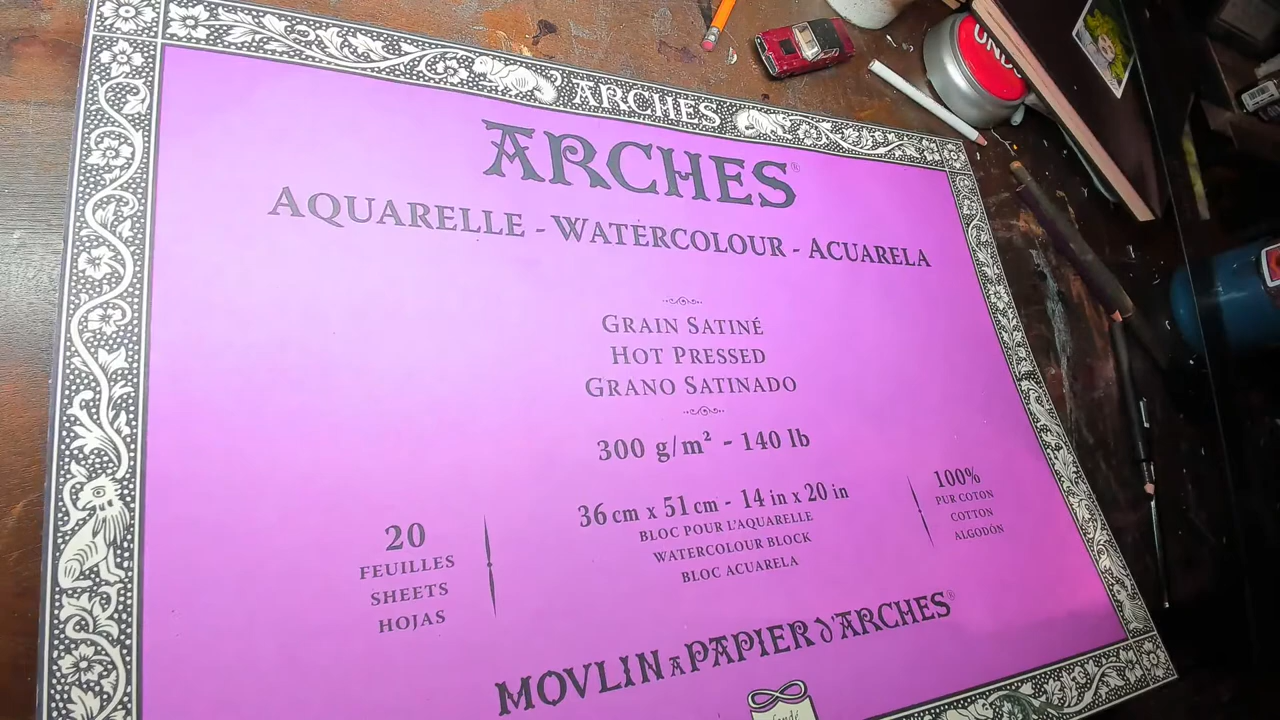 ARCHES
ARCHES®
AQUARELLE - WATERCOLOUR - ACUARELA
GRAIN SATINÉ
HOT PRESSED
GRANO SATINADO
300 g/m² - 140 lb
36 cm x 51 cm - 14 in x 20 in
BLOC POUR L'AQUARELLE
WATERCOLOUR BLOCK
BLOC ACUARELA
20
FEUILLES
SHEETS
HOJAS
100%
PUR COTON
COTTON
ALGODÓN
MOVLIN A PAPIER D'ARCHES®